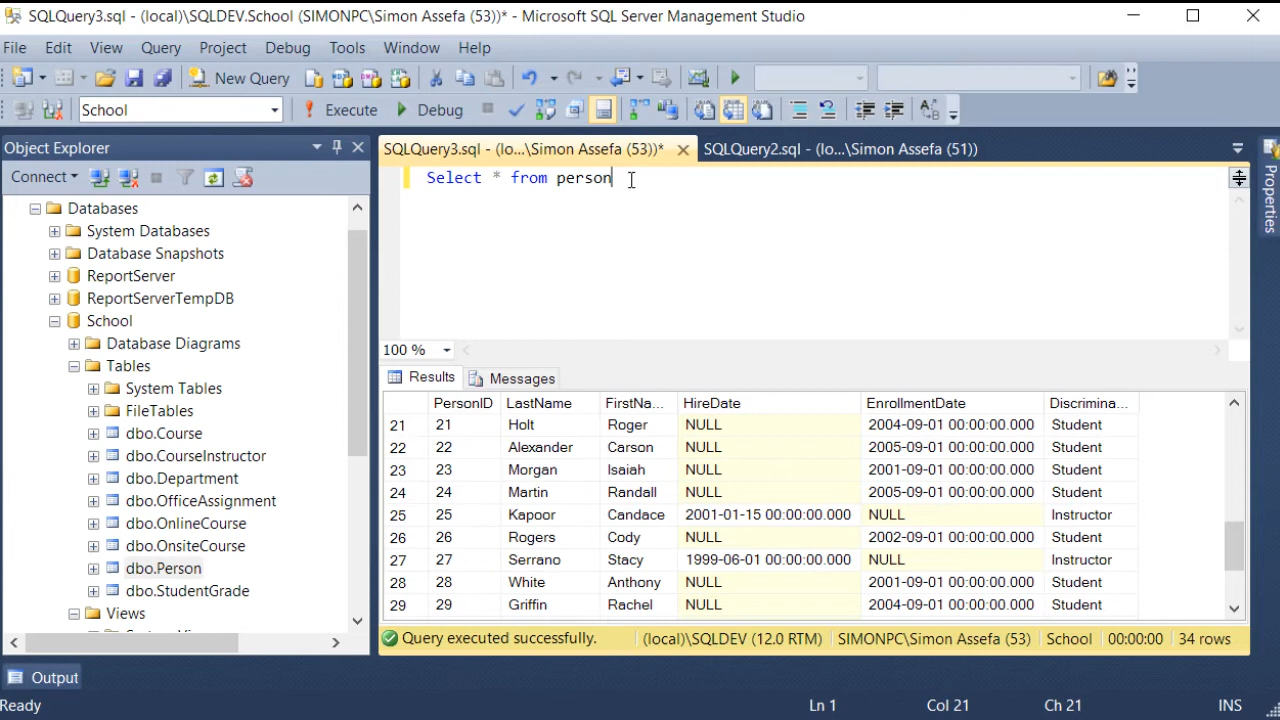 SQLQuery3.sql - (local)\SQLDEV.School (SIMONPC\Simon Assefa (53))* - Microsoft SQL Server Management Studio
File Edit View Query Project Debug Tools Window Help
New Query
School Execute Debug
Object Explorer
SQLQuery3.sql - (lo...\Simon Assefa (53))* SQLQuery2.sql - (lo...\Simon Assefa (51))
Connect
Select * from person
Properties
Databases
System Databases
Database Snapshots
ReportServer
ReportServerTempDB
School
Database Diagrams
Tables
System Tables
FileTables
dbo.Course
dbo.CourseInstructor
dbo.Department
dbo.OfficeAssignment
dbo.OnlineCourse
dbo.OnsiteCourse
dbo.Person
dbo.StudentGrade
Views
100 %
Results Messages
PersonID LastName FirstNa... HireDate EnrollmentDate Discrimina...
21 21 Holt Roger NULL 2004-09-01 00:00:00.000 Student
22 22 Alexander Carson NULL 2005-09-01 00:00:00.000 Student
23 23 Morgan Isaiah NULL 2001-09-01 00:00:00.000 Student
24 24 Martin Randall NULL 2005-09-01 00:00:00.000 Student
25 25 Kapoor Candace 2001-01-15 00:00:00.000 NULL Instructor
26 26 Rogers Cody NULL 2002-09-01 00:00:00.000 Student
27 27 Serrano Stacy 1999-06-01 00:00:00.000 NULL Instructor
28 28 White Anthony NULL 2001-09-01 00:00:00.000 Student
29 29 Griffin Rachel NULL 2004-09-01 00:00:00.000 Student
Query executed successfully. (local)\SQLDEV (12.0 RTM) SIMONPC\Simon Assefa (53) School 00:00:00 34 rows
Output
Ready Ln 1 Col 21 Ch 21 INS